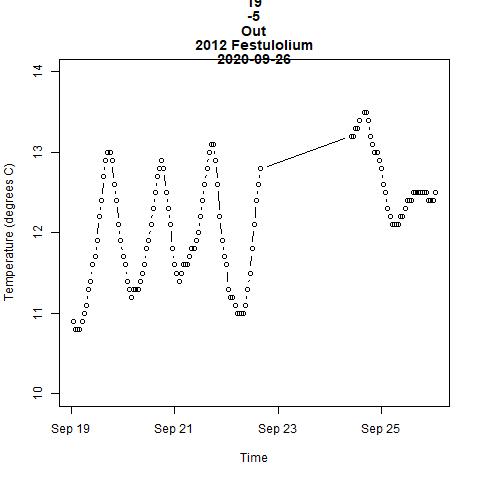 19
-5
Out
2012 Festulolium
2020-09-26
Temperature (degrees C)
14
13
12
11
10
Sep 19
Sep 21
Sep 23
Sep 25
Time